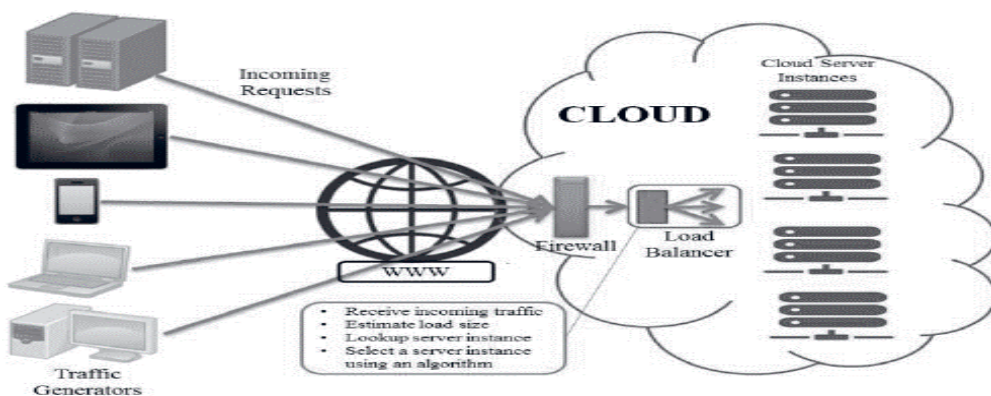 Incoming
Requests
Cloud Server
Instances
CLOUD
Firewall
Load
Balancer
WWW
• Receive incoming traffic
• Estimate load size
• Lookup server instance
• Select a server instance
using an algorithm
Traffic
Generators